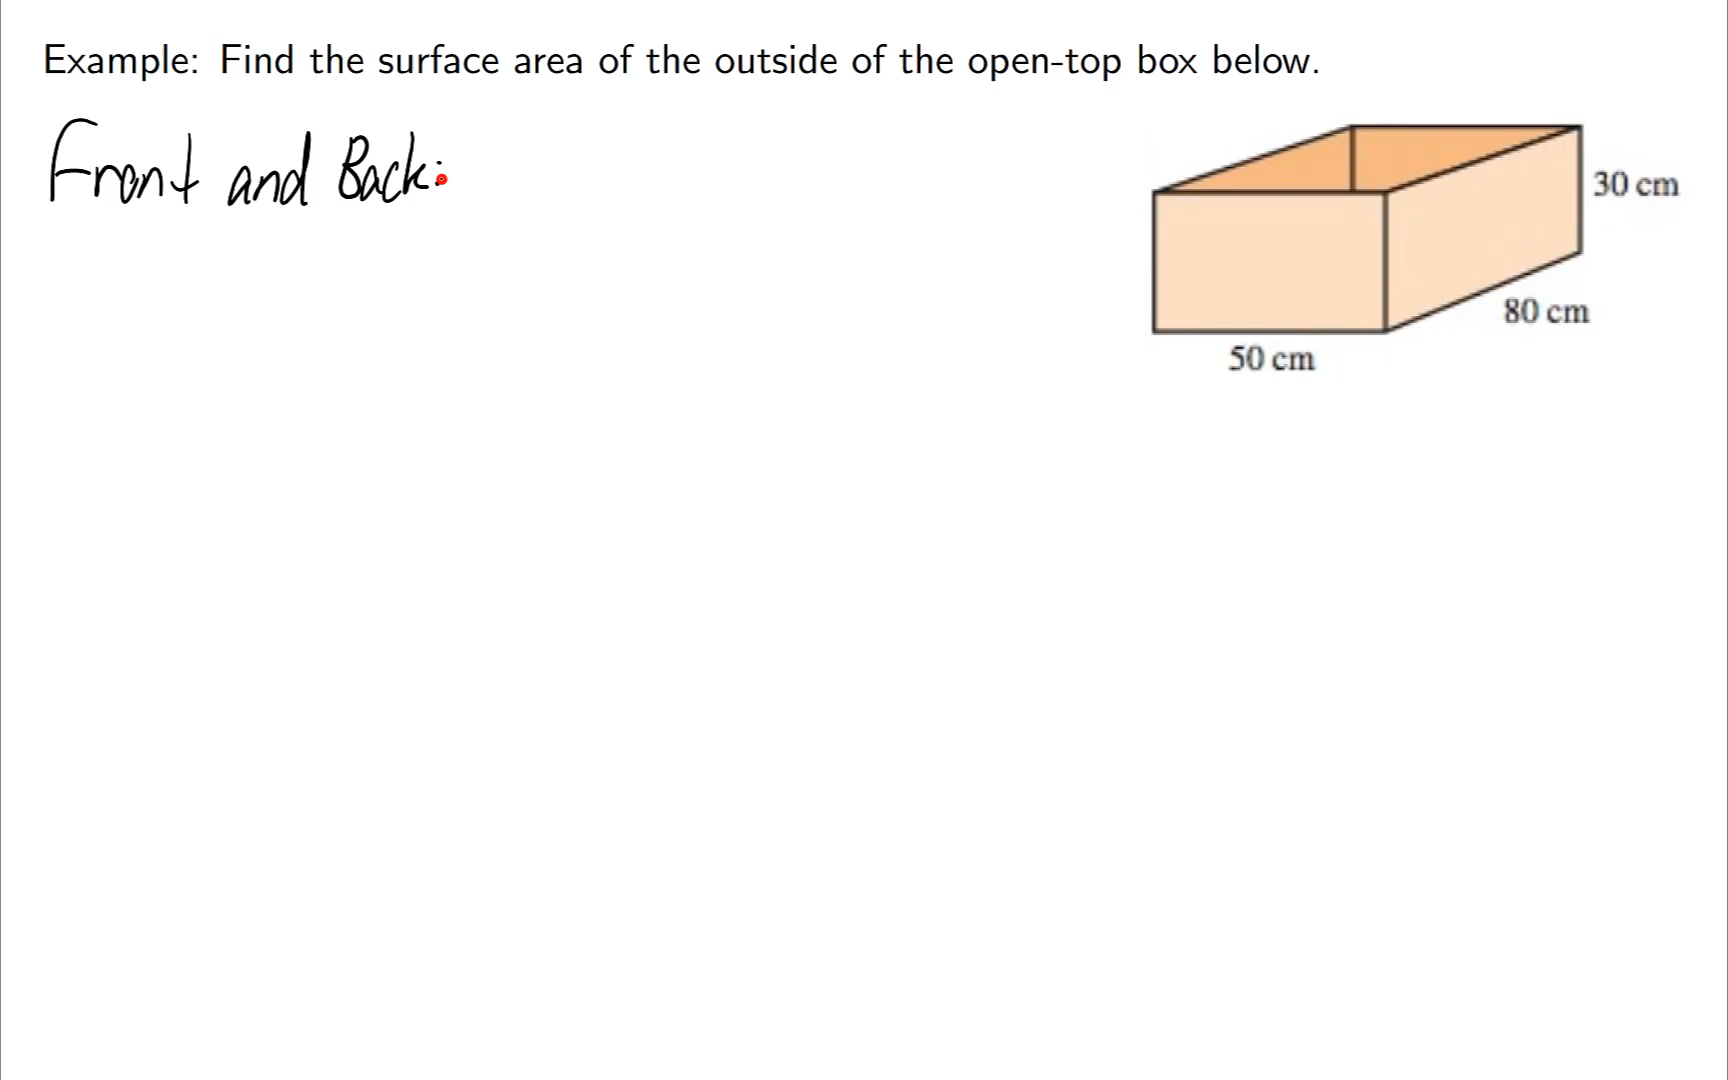 Example: Find the surface area of the outside of the open-top box below.
Front and Back:
30 cm
80 cm
50 cm